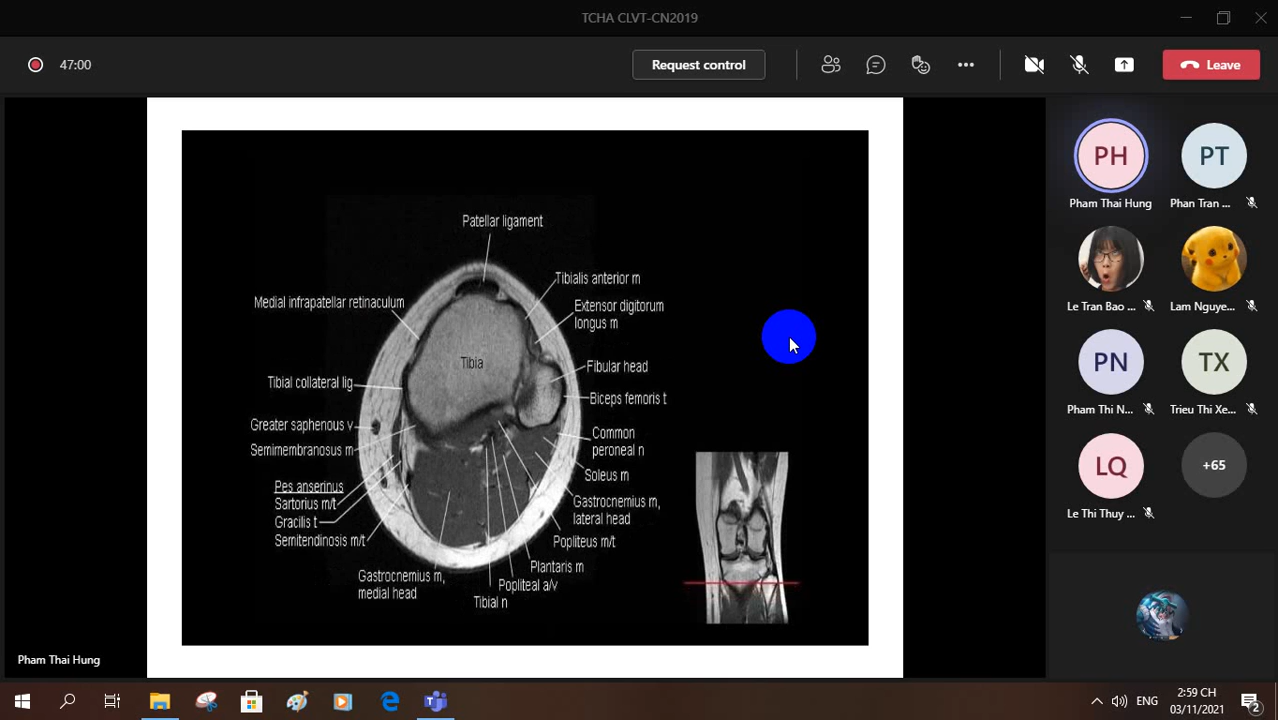 TCHA CLVT-CN2019
47:00
Request control
Leave
Patellar ligament
Tibialis anterior m
Medial infrapatellar retinaculum
Extensor digitorum
longus m
Tibia
Fibular head
Tibial collateral lig
Biceps femoris t
Greater saphenous v
Common
peroneal n
Semimembranosus m
Soleus m
Pes anserinus
Sartorius m/t
Gracilis t
Semitendinosis m/t
Gastrocnemius m,
lateral head
Popliteus m/t
Plantaris m
Popliteal a/v
Tibial n
Gastrocnemius m,
medial head
Pham Thai Hung
PH
PT
Pham Thai Hung
Phan Tran ...
Le Tran Bao ...
Lam Nguye...
PN
TX
Pham Thi N...
Trieu Thi Xe...
LQ
+65
Le Thi Thuy ...
ENG
2:59 CH
03/11/2021
2